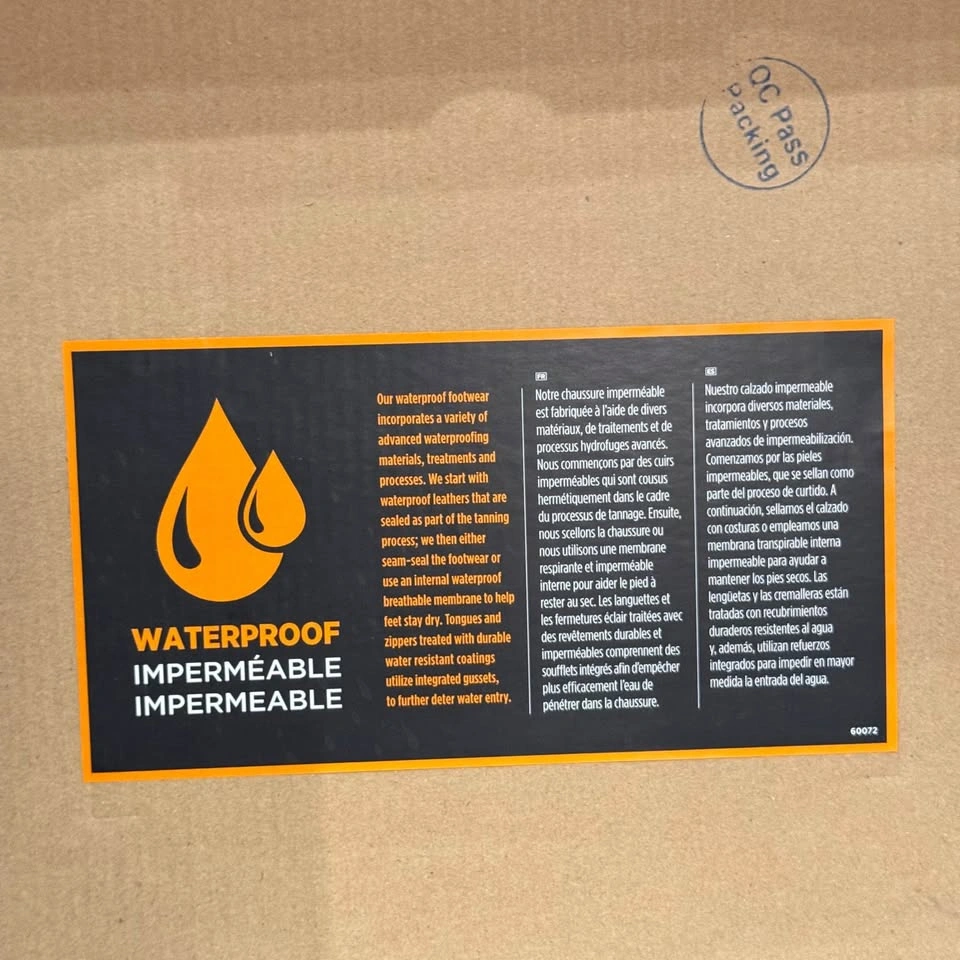 QC Pass
Packing
WATERPROOF
IMPERMÉABLE
IMPERMEABLE
Our waterproof footwear
incorporates a variety of
advanced waterproofing
materials, treatments and
processes. We start with
waterproof leathers that are
sealed as part of the tanning
process; we then either
seam-seal the footwear or
use an internal waterproof
breathable membrane to help
feet stay dry. Tongues and
zippers treated with durable
water resistant coatings
utilize integrated gussets,
to further deter water entry.
FR
Notre chaussure imperméable
est fabriquée à l'aide de divers
matériaux, de traitements et de
processus hydrofuges avancés.
Nous commençons par des cuirs
imperméables qui sont cousus
hermétiquement dans le cadre
du processus de tannage. Ensuite,
nous scellons la chaussure ou
nous utilisons une membrane
respirante et imperméable
interne pour aider le pied à
rester au sec. Les languettes et
les fermetures éclair traitées avec
des revêtements durables et
imperméables comprennent des
soufflets intégrés afin d'empêcher
plus efficacement l'eau de
pénétrer dans la chaussure.
ES
Nuestro calzado impermeable
incorpora diversos materiales,
tratamientos y procesos
avanzados de impermeabilización.
Comenzamos por las pieles
impermeables, que se sellan como
parte del proceso de curtido. A
continuación, sellamos el calzado
con costuras o empleamos una
membrana transpirable interna
impermeable para ayudar a
mantener los pies secos. Las
lengüetas y las cremalleras están
tratadas con recubrimientos
duraderos resistentes al agua
y, además, utilizan refuerzos
integrados para impedir en mayor
medida la entrada del agua.
60072